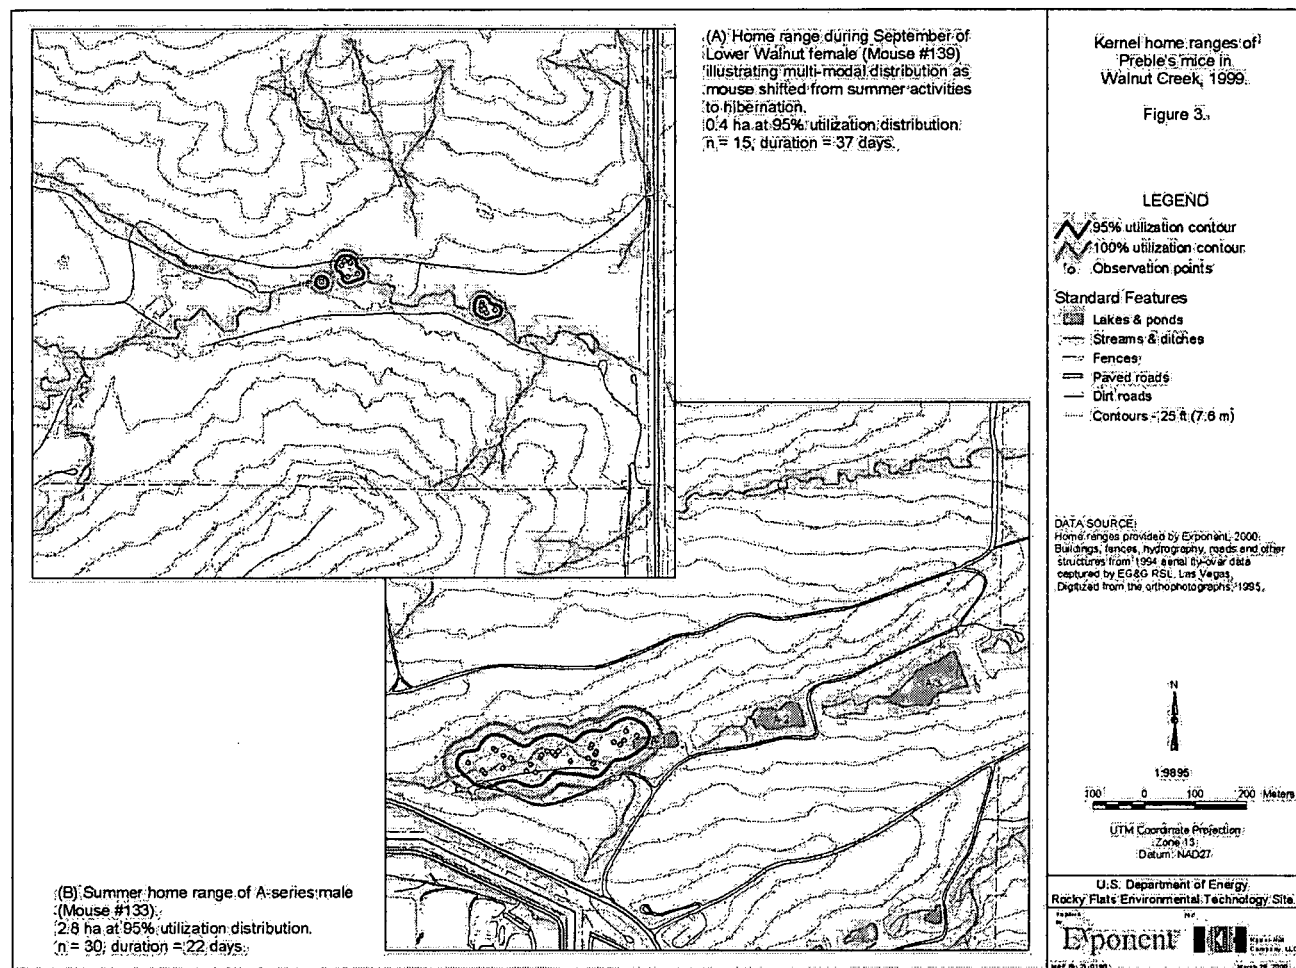 (A) Home range during September of
Lower Walnut female (Mouse #139)
illustrating multi-modal distribution as
mouse shifted from summer activities
to hibernation.
0.4 ha at 95% utilization distribution.
n = 15, duration = 37 days.
Kernel home ranges of
Preble's mice in
Walnut Creek, 1999.
Figure 3.
LEGEND
95% utilization contour
100% utilization contour
Observation points
Standard Features
Lakes & ponds
Streams & ditches
Fences
Paved roads
Dirt roads
Contours - 25 ft (7.6 m)
DATA SOURCE:
Home ranges provided by Exponent, 2000.
Buildings, fences, hydrography, roads and other
structures from 1994 aerial fly-over data
captured by EG&G RSL, Las Vegas.
Digitized from the orthophotographs, 1995.
A-3
A-2
N
1:9895
100 0 100 200 Meters
UTM Coordinate Projection
Zone 13
Datum: NAD27
(B) Summer home range of A-series male
(Mouse #133).
2.8 ha at 95% utilization distribution.
n = 30, duration = 22 days.
U.S. Department of Energy
Rocky Flats Environmental Technology Site
Exponent